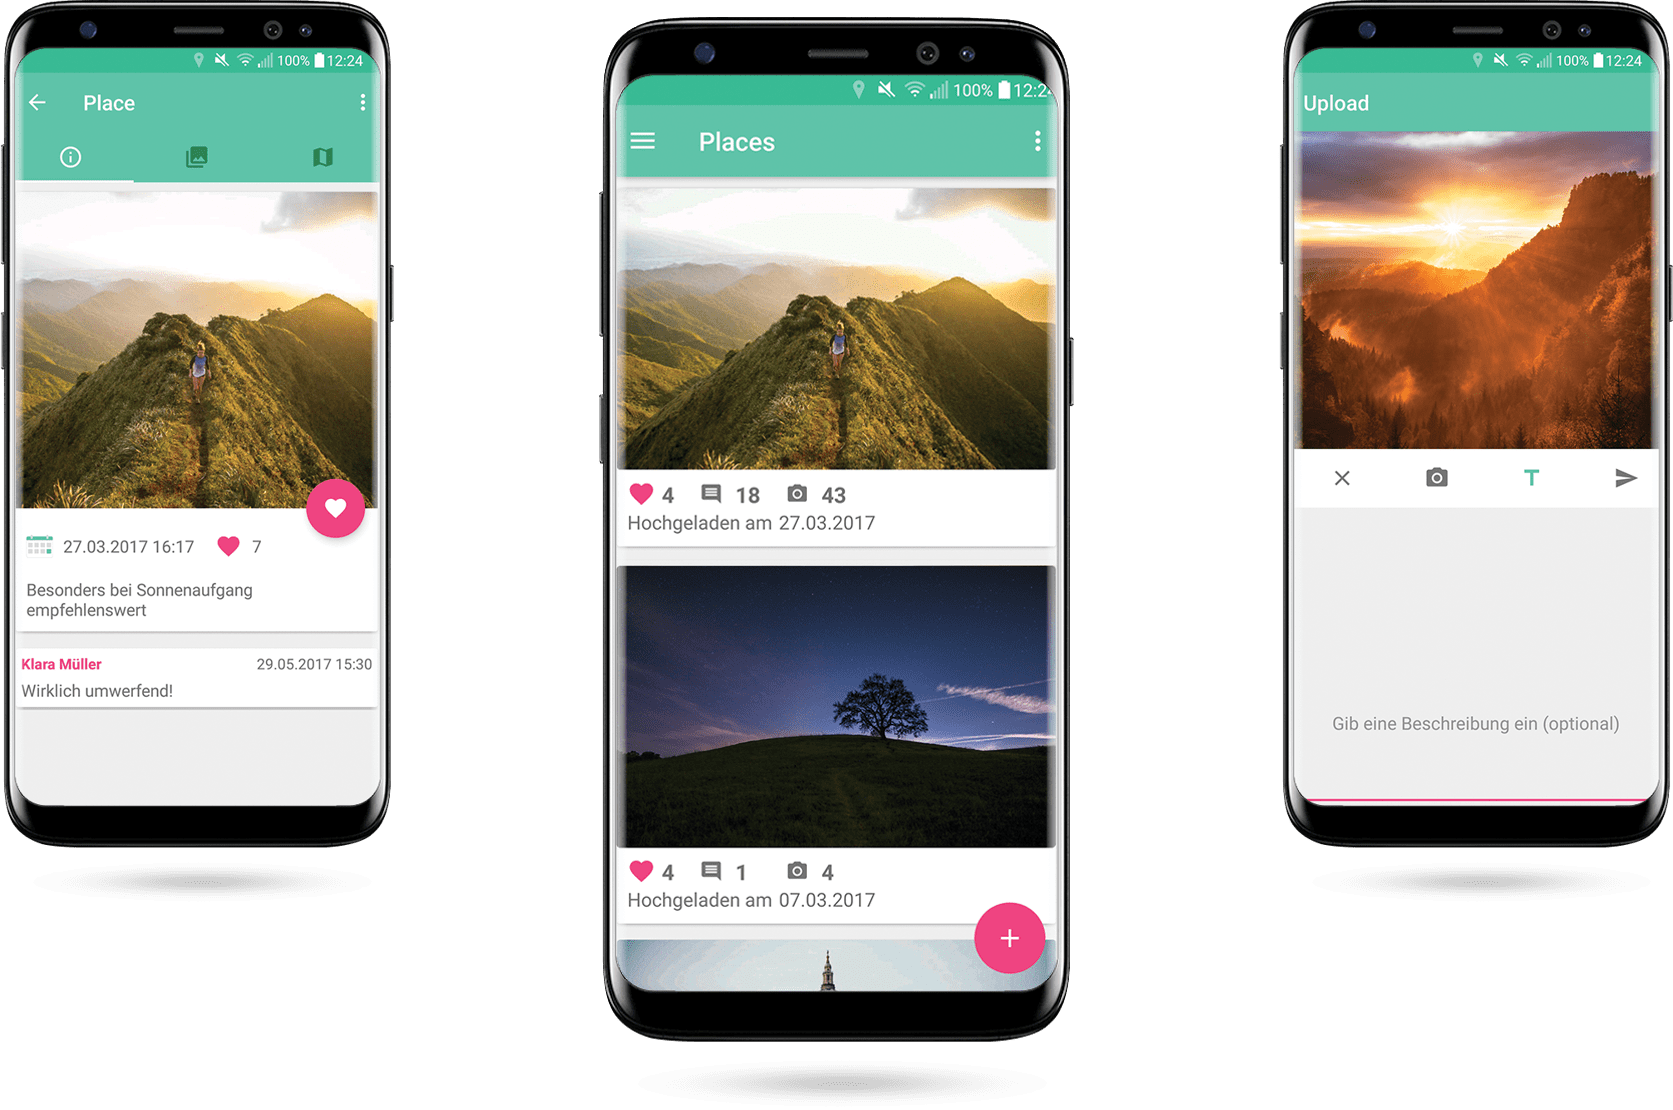 100% 12:24
Place
27.03.2017 16:17 7
Besonders bei Sonnenaufgang
empfehlenswert
Klara Müller 29.05.2017 15:30
Wirklich umwerfend!
100% 12:24
Places
4 18 43
Hochgeladen am 27.03.2017
4 1 4
Hochgeladen am 07.03.2017
+
100% 12:24
Upload
T
Gib eine Beschreibung ein (optional)